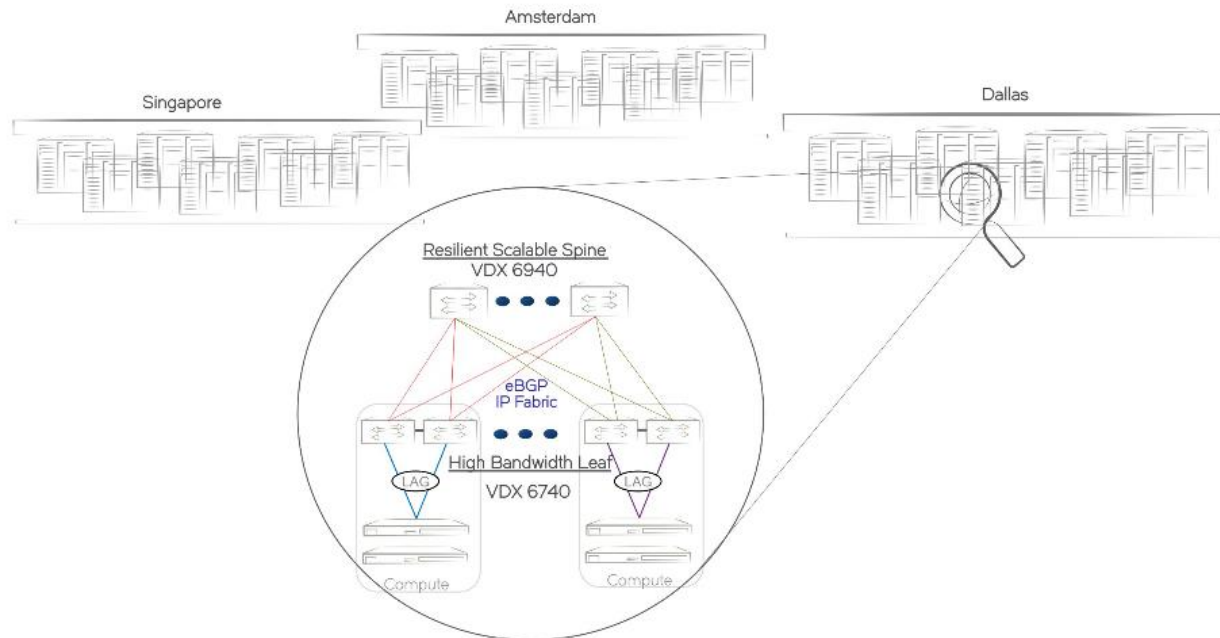 Amsterdam
Singapore
Dallas
Resilient Scalable Spine
VDX 6940
eBGP
IP Fabric
High Bandwidth Leaf
LAG
LAG
VDX 6740
Compute
Compute